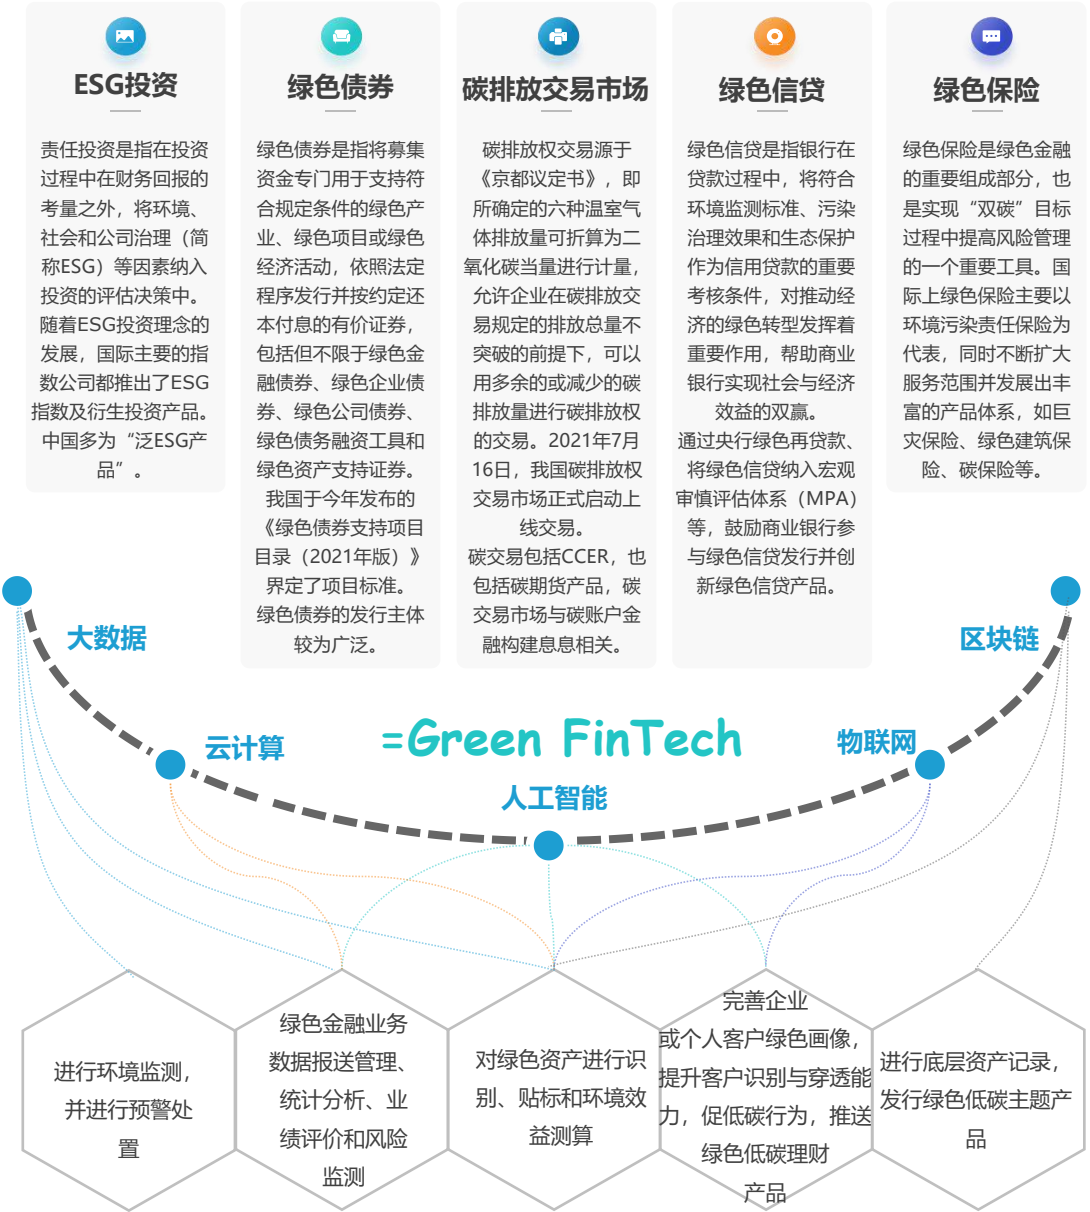 ESG投资
责任投资是指在投资
过程中在财务回报的
考量之外，将环境、
社会和公司治理（简
称ESG）等因素纳入
投资的评估决策中。
随着ESG投资理念的
发展，国际主要的指
数公司都推出了ESG
指数及衍生投资产品。
中国多为“泛ESG产
品”。
绿色债券
绿色债券是指将募集
资金专门用于支持符
合规定条件的绿色产
业、绿色项目或绿色
经济活动，依照法定
程序发行并按约定还
本付息的有价证券，
包括但不限于绿色金
融债券、绿色企业债
券、绿色公司债券、
绿色债务融资工具和
绿色资产支持证券。
我国于今年发布的
《绿色债券支持项目
目录（2021年版）》
界定了项目标准。
绿色债券的发行主体
较为广泛。
碳排放交易市场
碳排放权交易源于
《京都议定书》，即
所确定的六种温室气
体排放量可折算为二
氧化碳当量进行计量，
允许企业在碳排放交
易规定的排放总量不
突破的前提下，可以
用多余的或减少的碳
排放量进行碳排放权
的交易。2021年7月
16日，我国碳排放权
交易市场正式启动上
线交易。
碳交易包括CCER，也
包括碳期货产品，碳
交易市场与碳账户金
融构建息息相关。
绿色信贷
绿色信贷是指银行在
贷款过程中，将符合
环境监测标准、污染
治理效果和生态保护
作为信用贷款的重要
考核条件，对推动经
济的绿色转型发挥着
重要作用，帮助商业
银行实现社会与经济
效益的双赢。
通过央行绿色再贷款、
将绿色信贷纳入宏观
审慎评估体系（MPA）
等，鼓励商业银行参
与绿色信贷发行并创
新绿色信贷产品。
绿色保险
绿色保险是绿色金融
的重要组成部分，也
是实现“双碳”目标
过程中提高风险管理
的一个重要工具。国
际上绿色保险主要以
环境污染责任保险为
代表，同时不断扩大
服务范围并发展出丰
富的产品体系，如巨
灾保险、绿色建筑保
险、碳保险等。
大数据
云计算
=Green FinTech
人工智能
物联网
区块链
进行环境监测，
并进行预警处
置
绿色金融业务
数据报送管理、
统计分析、业
绩评价和风险
监测
对绿色资产进行识
别、贴标和环境效
益测算
完善企业
或个人客户绿色画像，
提升客户识别与穿透能
力，促低碳行为，推送
绿色低碳理财
产品
进行底层资产记录，
发行绿色低碳主题产
品